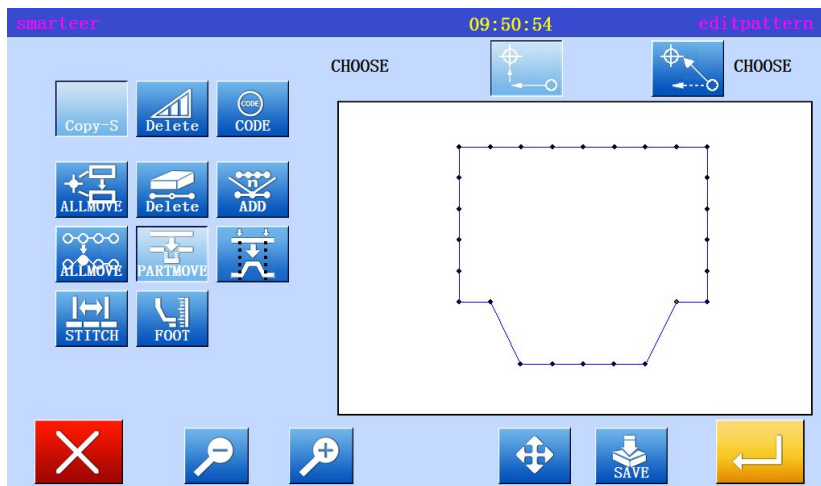 smarteer 09:50:54 editpattern
CHOOSE CHOOSE
Copy-S Delete CODE CODE
ALLMOVE Delete n ADD
ALLMOVE PARTMOVE
STITCH FOOT
SAVE